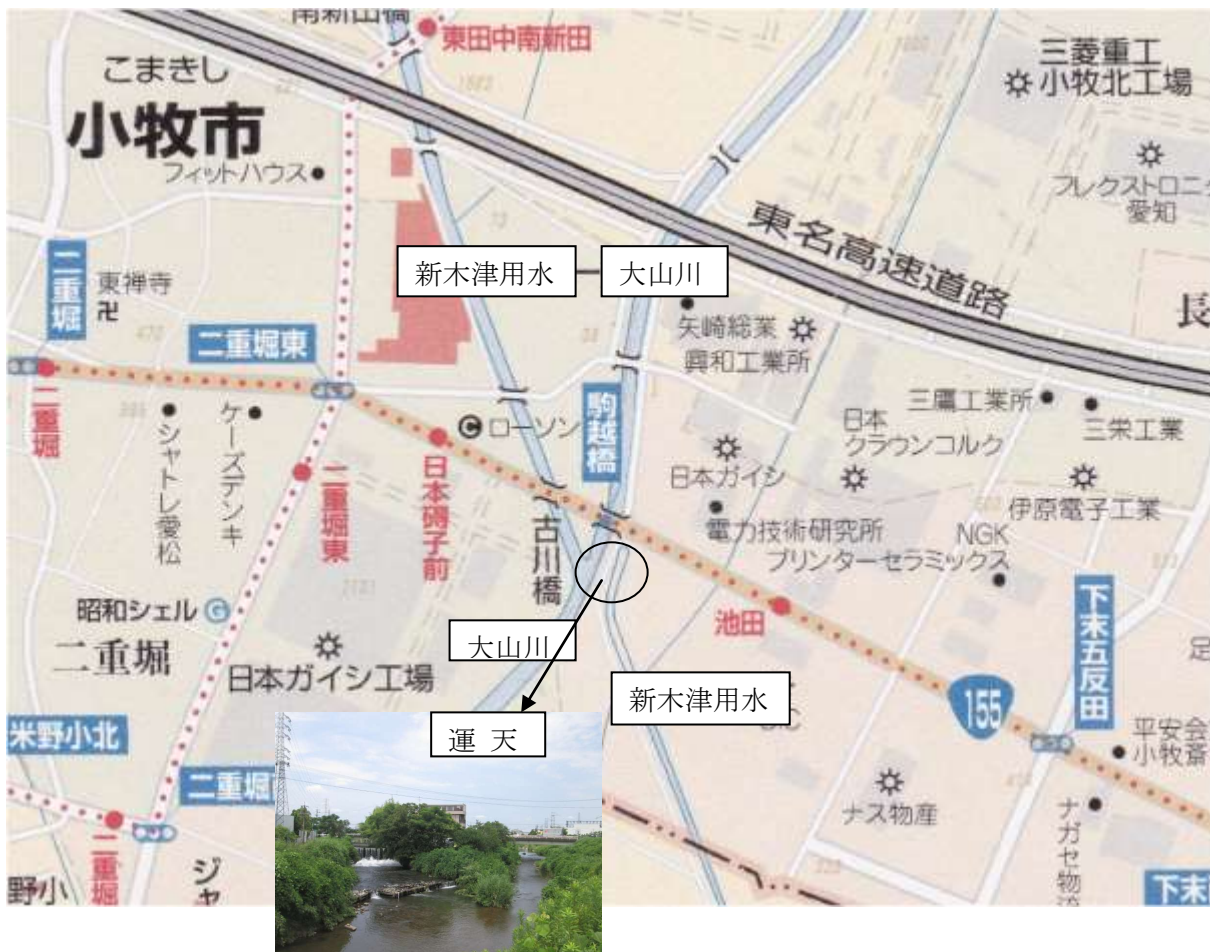 南新田橋
東田中南新田
こまきし
小牧市
フィットハウス
三菱重工
小牧北工場
フレクストロニク
愛知
東名高速道路
新木津用水
大山川
二重堀
東禅寺
二重堀東
矢崎総業
興和工業所
長
二重堀
シャトレ愛松
ケーズデンキ
二重堀東
日本碍子前
ローソン
古川橋
駒越橋
日本ガイシ
日本
クラウンコルク
三鷹工業所
三栄工業
伊原電子工業
電力技術研究所
NGK
プリンターセラミックス
昭和シェル
G
二重堀
日本ガイシ工場
大山川
池田
新木津用水
運 天
155
下末五反田
足
平安会
小牧斎
米野小北
二重堀
二重堀
ナス物産
ナガセ物流
野小
ジャ
下末